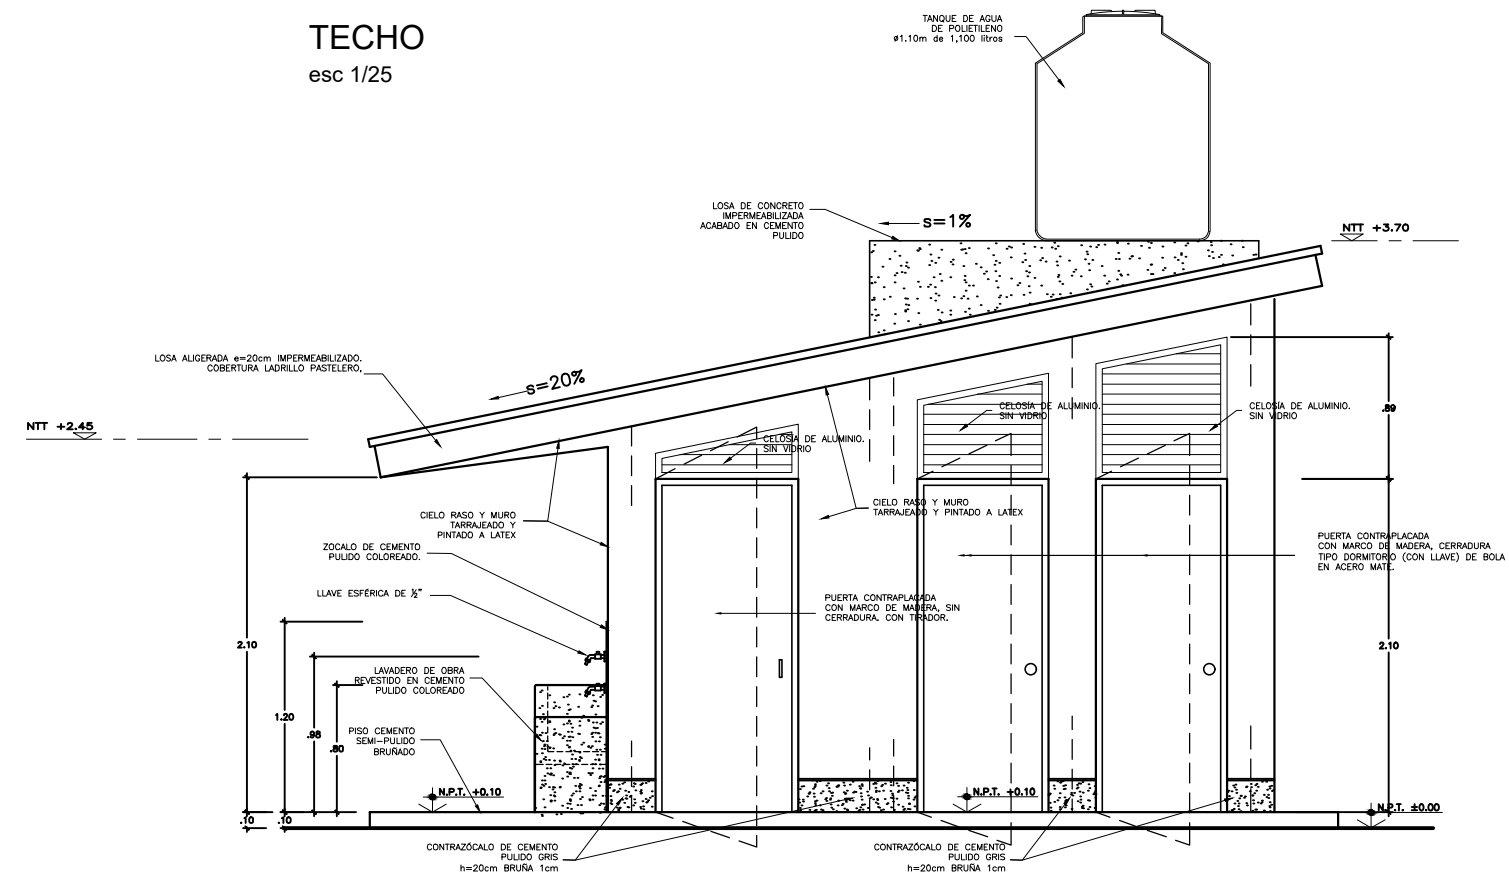 TECHO
esc 1/25
TANQUE DE AGUA
DE POLIETILENO
ø1.10m de 1,100 litros
LOSA DE CONCRETO
IMPERMEABILIZADA
ACABADO EN CEMENTO
PULIDO
s=1%
NTT +3.70
LOSA ALIGERADA e=20cm IMPERMEABILIZADO.
COBERTURA LADRILLO PASTELERO.
s=20%
NTT +2.45
CELOSÍA DE ALUMINIO.
SIN VIDRIO
CELOSÍA DE ALUMINIO.
SIN VIDRIO
.89
CELOSÍA DE ALUMINIO.
SIN VIDRIO
CIELO RASO Y MURO
TARRAJEADO Y
PINTADO A LATEX
CIELO RASO Y MURO
TARRAJEADO Y PINTADO A LATEX
ZOCALO DE CEMENTO
PULIDO COLOREADO.
PUERTA CONTRAPLACADA
CON MARCO DE MADERA, CERRADURA
TIPO DORMITORIO (CON LLAVE) DE BOLA
EN ACERO MATE.
LLAVE ESFÉRICA DE ½"
PUERTA CONTRAPLACADA
CON MARCO DE MADERA, SIN
CERRADURA. CON TIRADOR.
2.10
2.10
LAVADERO DE OBRA
REVESTIDO EN CEMENTO
PULIDO COLOREADO
1.20
.98
.80
PISO CEMENTO
SEMI-PULIDO
BRUÑADO
N.P.T. +0.10
N.P.T. +0.10
N.P.T. ±0.00
.10
.10
CONTRAZÓCALO DE CEMENTO
PULIDO GRIS
h=20cm BRUÑA 1cm
CONTRAZÓCALO DE CEMENTO
PULIDO GRIS
h=20cm BRUÑA 1cm